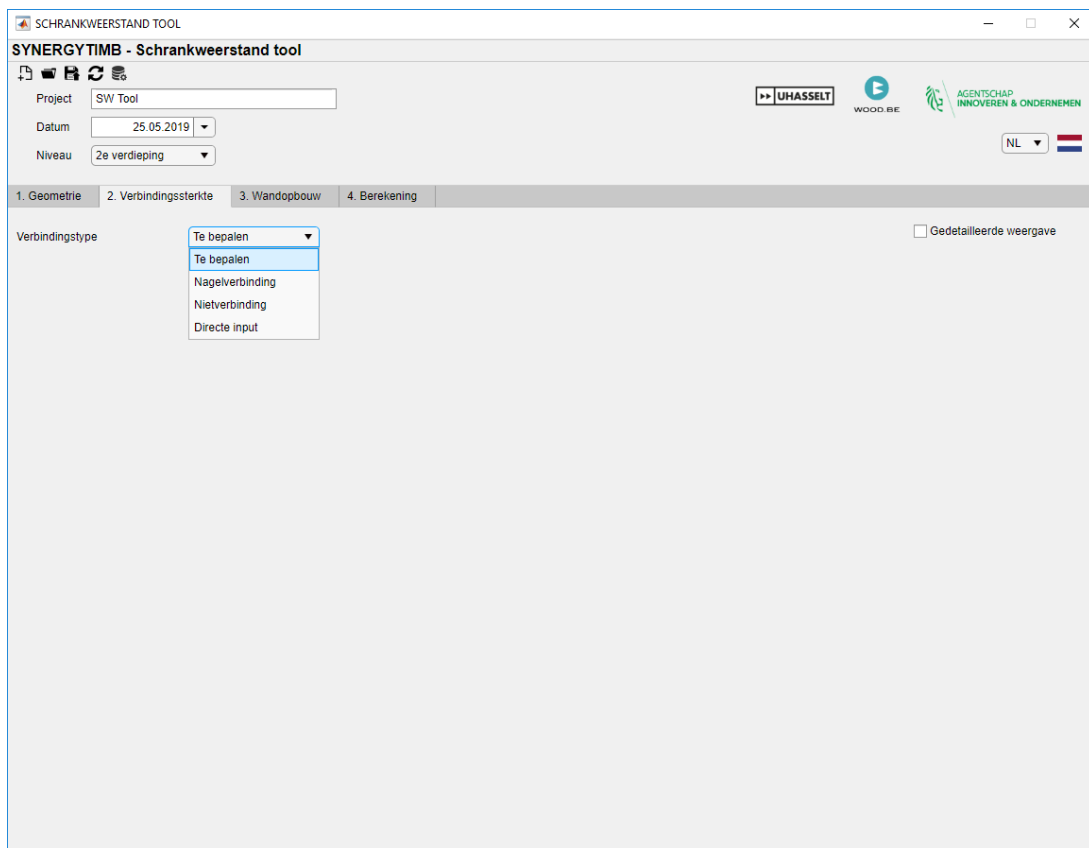 SCHRANKWEERSTAND TOOL
SYNERGYTIMB - Schrankweerstand tool
Project SW Tool
UHASSELT
WOOD.BE
AGENTSCHAP
INNOVEREN & ONDERNEMEN
Datum 25.05.2019
NL
Niveau 2e verdieping
1. Geometrie 2. Verbindingssterkte 3. Wandopbouw 4. Berekening
Verbindingstype Te bepalen Gedetailleerde weergave
Te bepalen
Nagelverbinding
Nietverbinding
Directe input